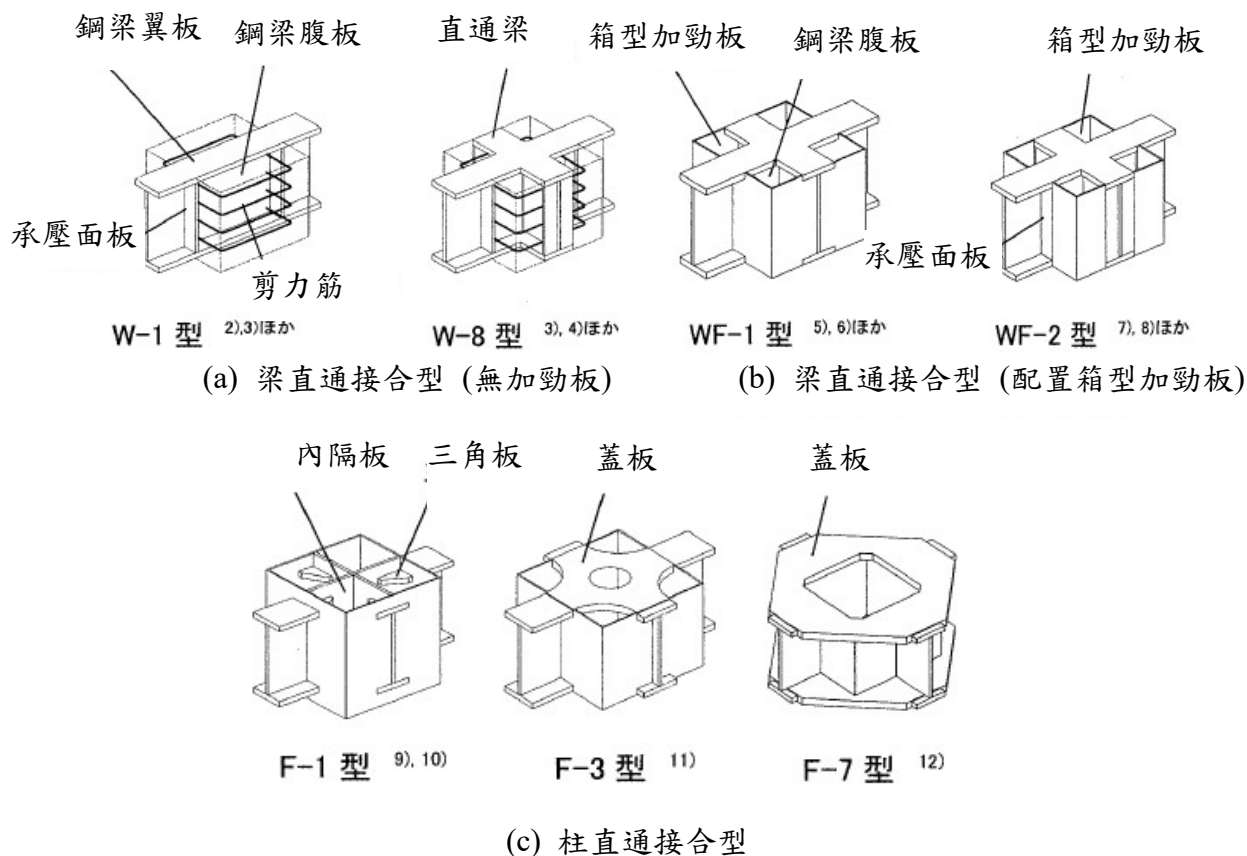 鋼梁翼板 鋼梁腹板 直通梁 箱型加勁板 鋼梁腹板 箱型加勁板
承壓面板 剪力筋 承壓面板
W-1 型 2),3)ほか W-8 型 3), 4)ほか WF-1 型 5), 6)ほか WF-2 型 7), 8)ほか
(a) 梁直通接合型 (無加勁板) (b) 梁直通接合型 (配置箱型加勁板)
內隔板 三角板 蓋板 蓋板
F-1 型 9), 10) F-3 型 11) F-7 型 12)
(c) 柱直通接合型